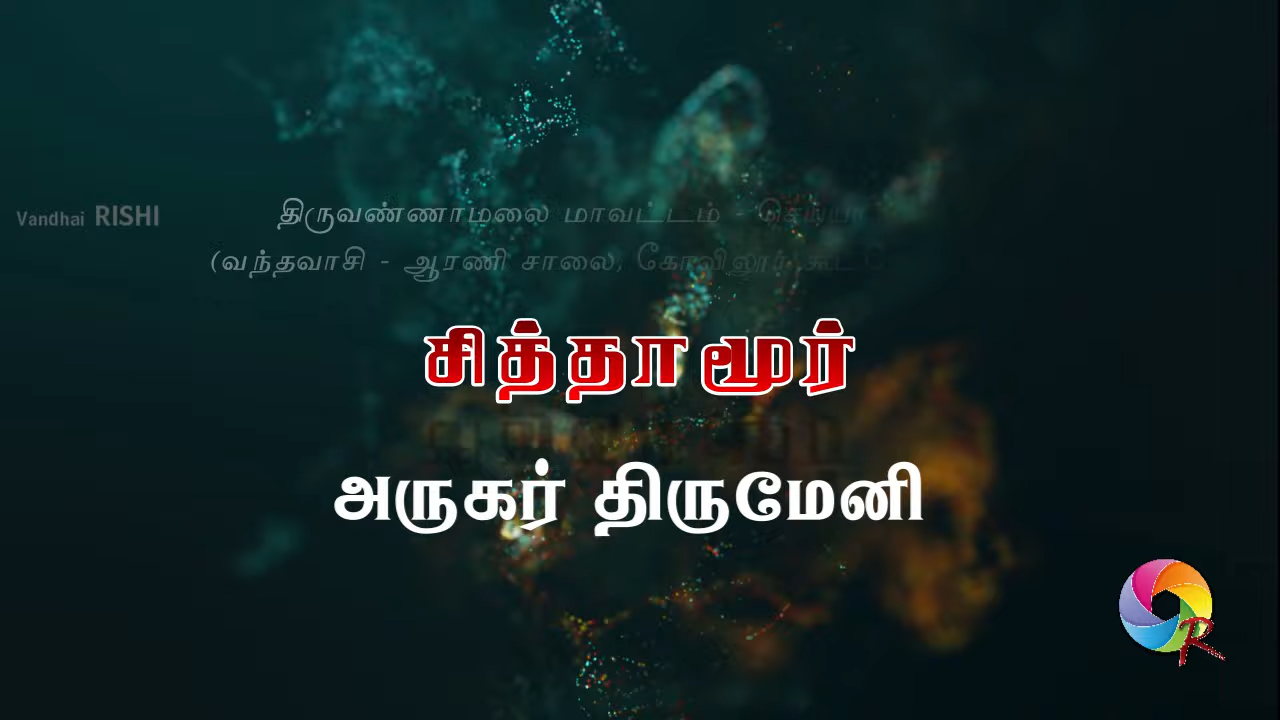 Vandhai RISHI
திருவண்ணாமலை மாவட்டம் -
(வந்தவாசி - ஆரணி சாலை, கோவிலூர்
சித்தாமூர்
அருகர் திருமேனி
R